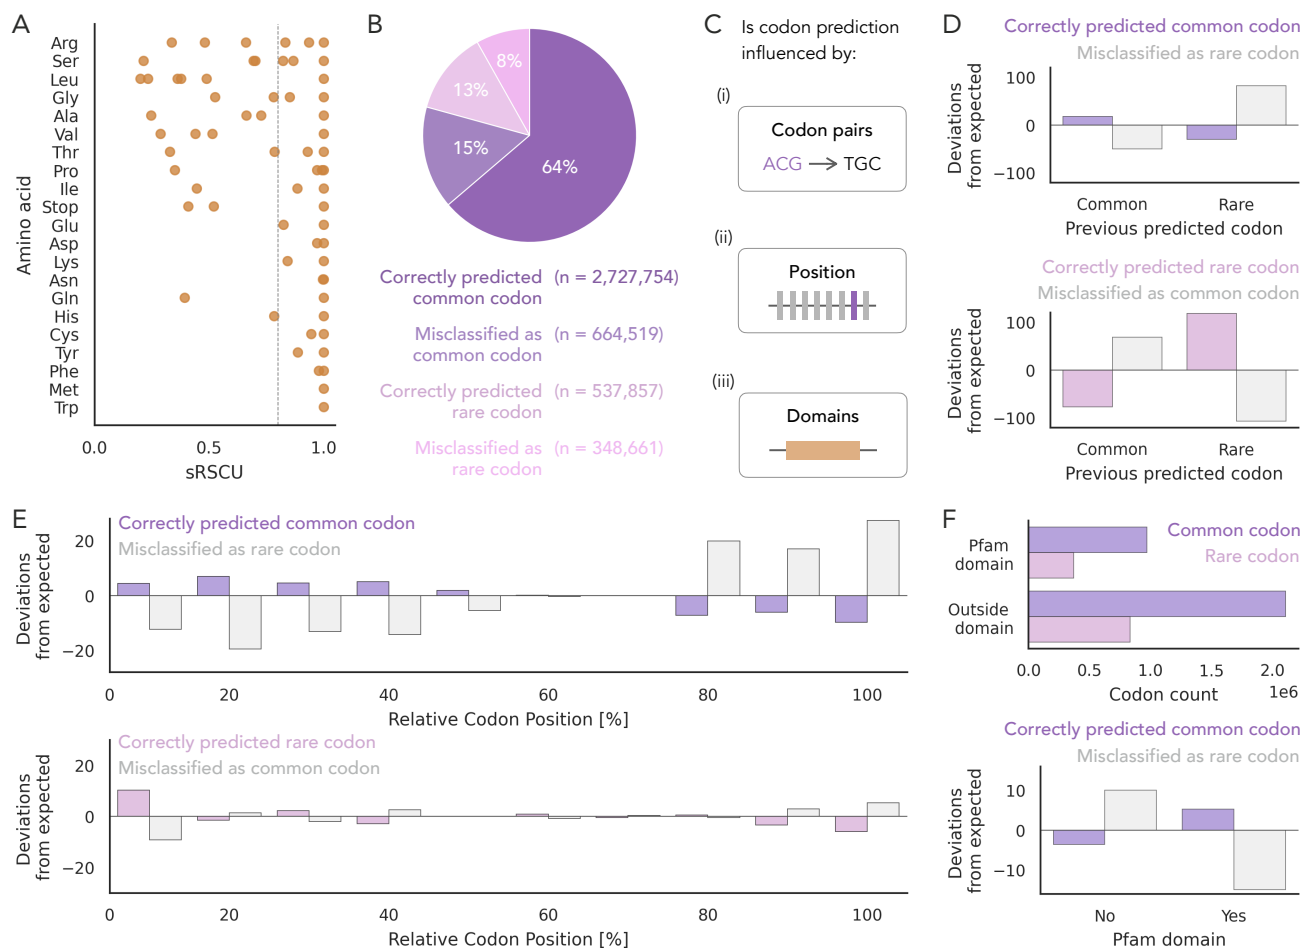 A
Arg
Ser
Leu
Gly
Ala
Val
Thr
Pro
Ile
Stop
Glu
Asp
Lys
Asn
Gln
His
Cys
Tyr
Phe
Met
Trp
Amino acid
0.0
0.5
1.0
sRSCU
B
8%
13%
15%
64%
Correctly predicted (n = 2,727,754)
common codon
Misclassified as (n = 664,519)
common codon
Correctly predicted (n = 537,857)
rare codon
Misclassified as (n = 348,661)
rare codon
C
Is codon prediction
influenced by:
(i)
Codon pairs
ACG → TGC
(ii)
Position
(iii)
Domains
D
Correctly predicted common codon
Misclassified as rare codon
100
0
−100
Deviations
from expected
Common
Rare
Previous predicted codon
Correctly predicted rare codon
Misclassified as common codon
100
0
−100
Deviations
from expected
Common
Rare
Previous predicted codon
E
Correctly predicted common codon
Misclassified as rare codon
20
0
−20
Deviations
from expected
0
20
40
60
80
100
Relative Codon Position [%]
Correctly predicted rare codon
Misclassified as common codon
20
0
−20
Deviations
from expected
0
20
40
60
80
100
Relative Codon Position [%]
F
Common codon
Rare codon
Pfam
domain
Outside
domain
0.0
0.5
1.0
1.5
2.0
1e6
Codon count
Correctly predicted common codon
Misclassified as rare codon
10
0
−10
Deviations
from expected
No
Yes
Pfam domain